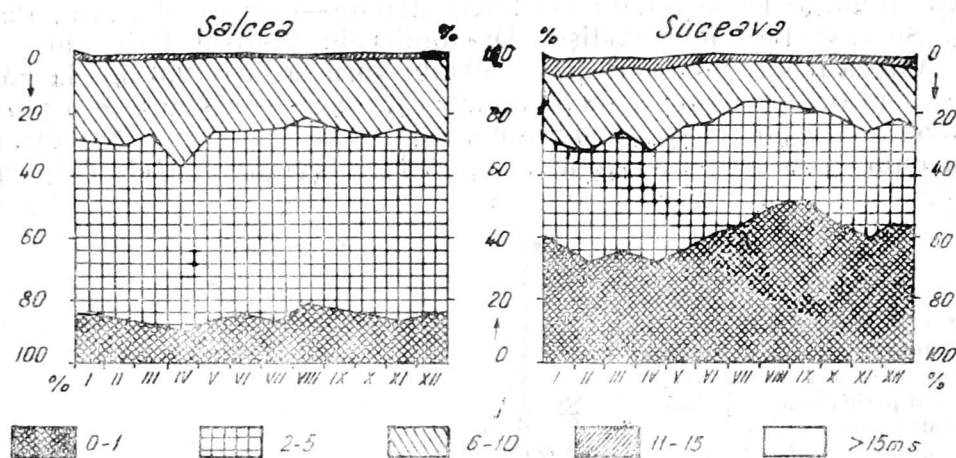 Salcea Suceava
% %
0 100 0
20 80 20
40 60 40
60 40 60
80 20 80
100 0 100
% I II III IV V VI VII VIII IX X XI XII I II III IV V VI VII VIII IX X XI XII %
0-1 2-5 6-10 11-15 >15ms